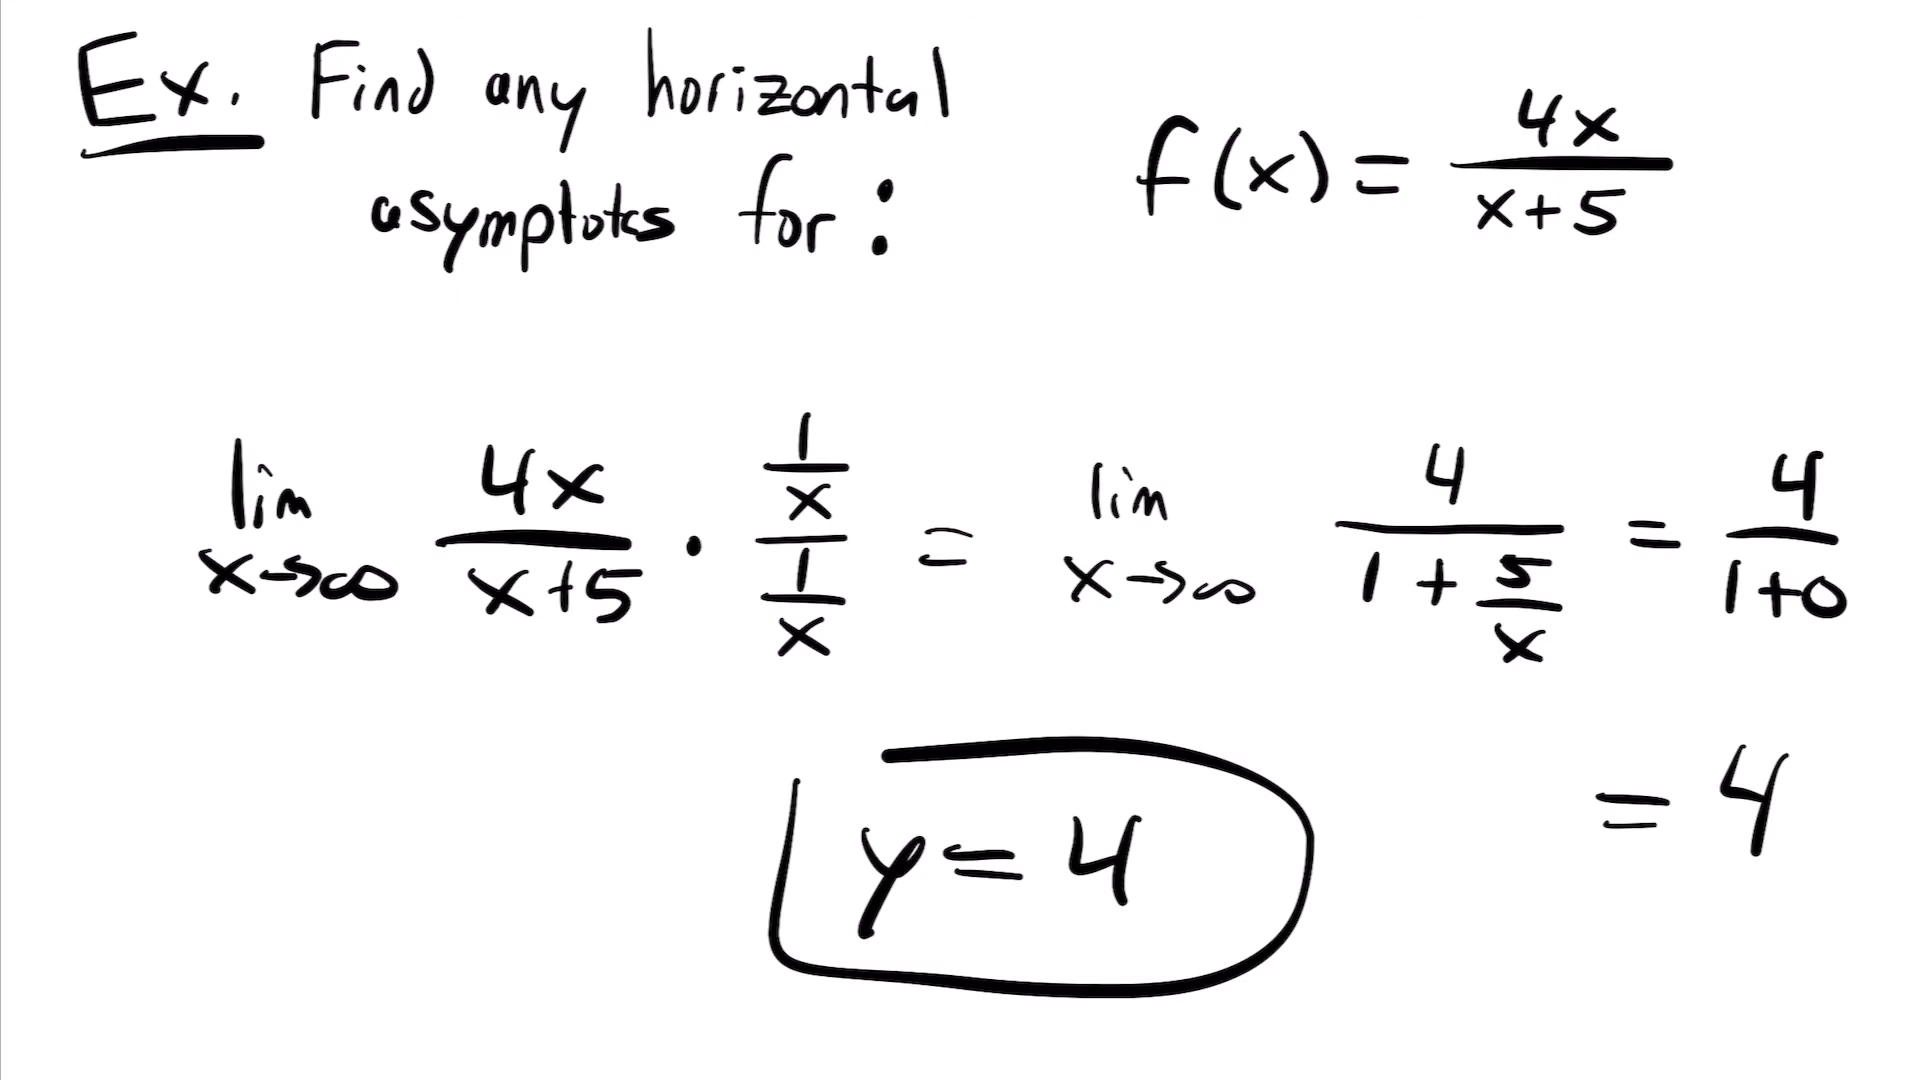 Ex. Find any horizontal
asymptotes for:
f(x) = 4x / (x+5)
lim x→∞ 4x / (x+5) · (1/x) / (1/x) = lim x→∞ 4 / (1 + 5/x) = 4 / (1+0)
= 4
y = 4